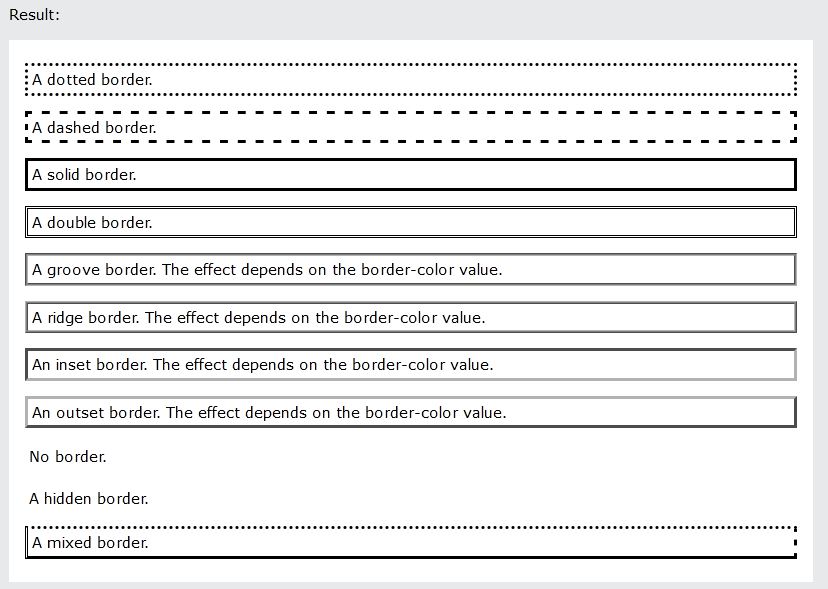 Result:
A dotted border.
A dashed border.
A solid border.
A double border.
A groove border. The effect depends on the border-color value.
A ridge border. The effect depends on the border-color value.
An inset border. The effect depends on the border-color value.
An outset border. The effect depends on the border-color value.
No border.
A hidden border.
A mixed border.